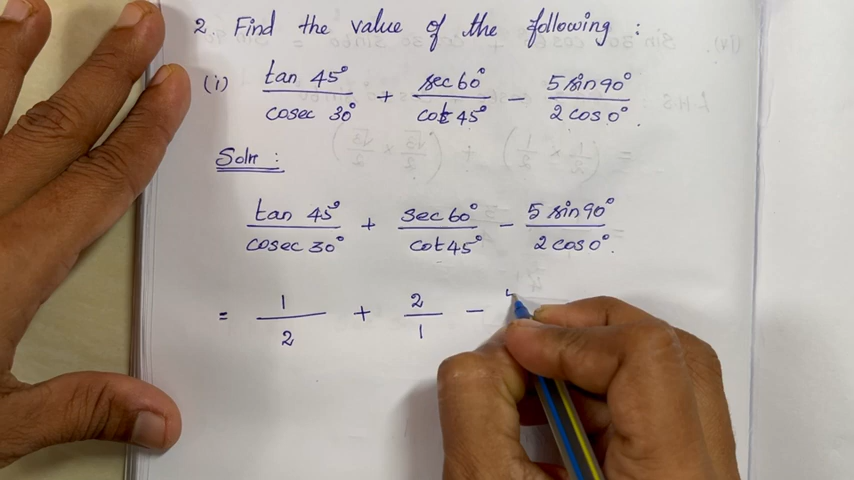 2. Find the value of the following :
(i) tan 45° / cosec 30° + sec 60° / cot 45° - 5 sin 90° / 2 cos 0°
Soln :
tan 45° / cosec 30° + sec 60° / cot 45° - 5 sin 90° / 2 cos 0°
= 1 / 2 + 2 / 1 -